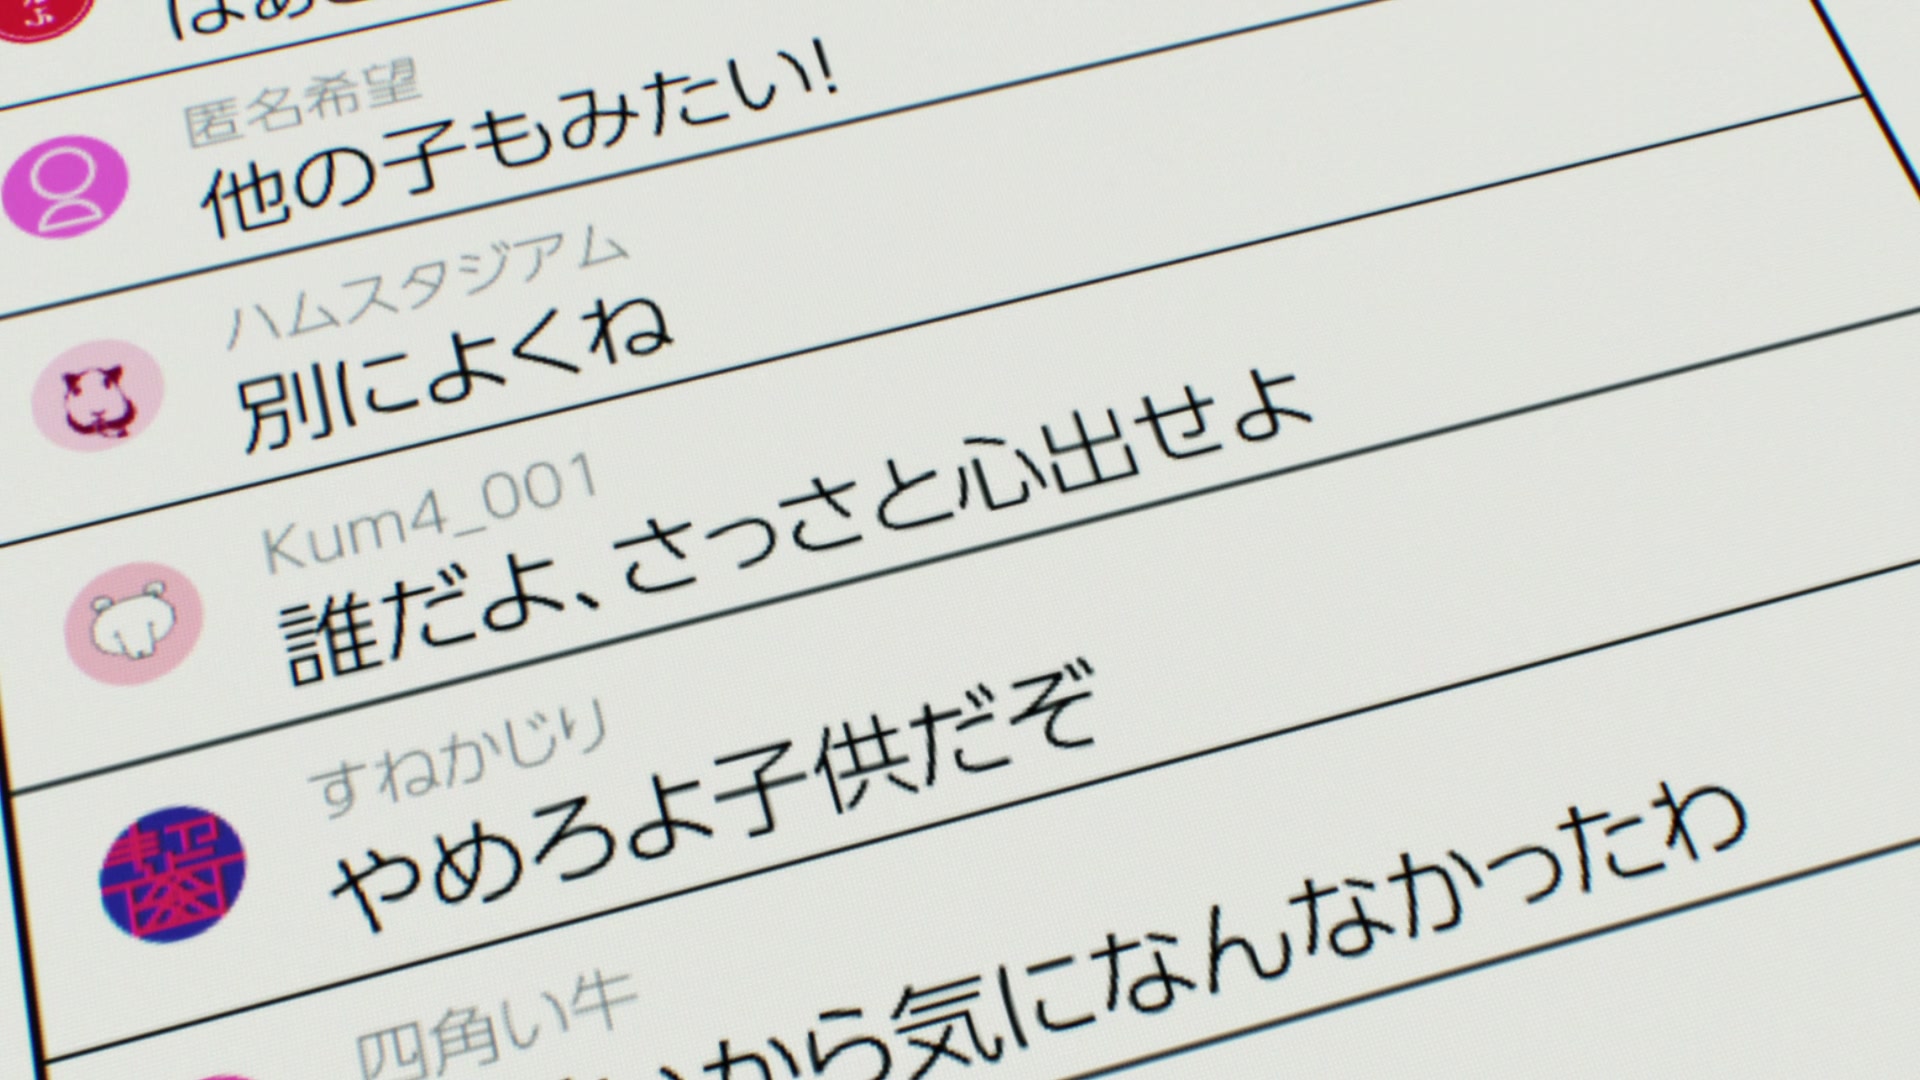 匿名希望
他の子もみたい!
ハムスタジアム
別によくね
Kum4_001
誰だよ、さっさと心出せよ
すねかじり
やめろよ子供だぞ
四角い牛
から気になんなかったわ